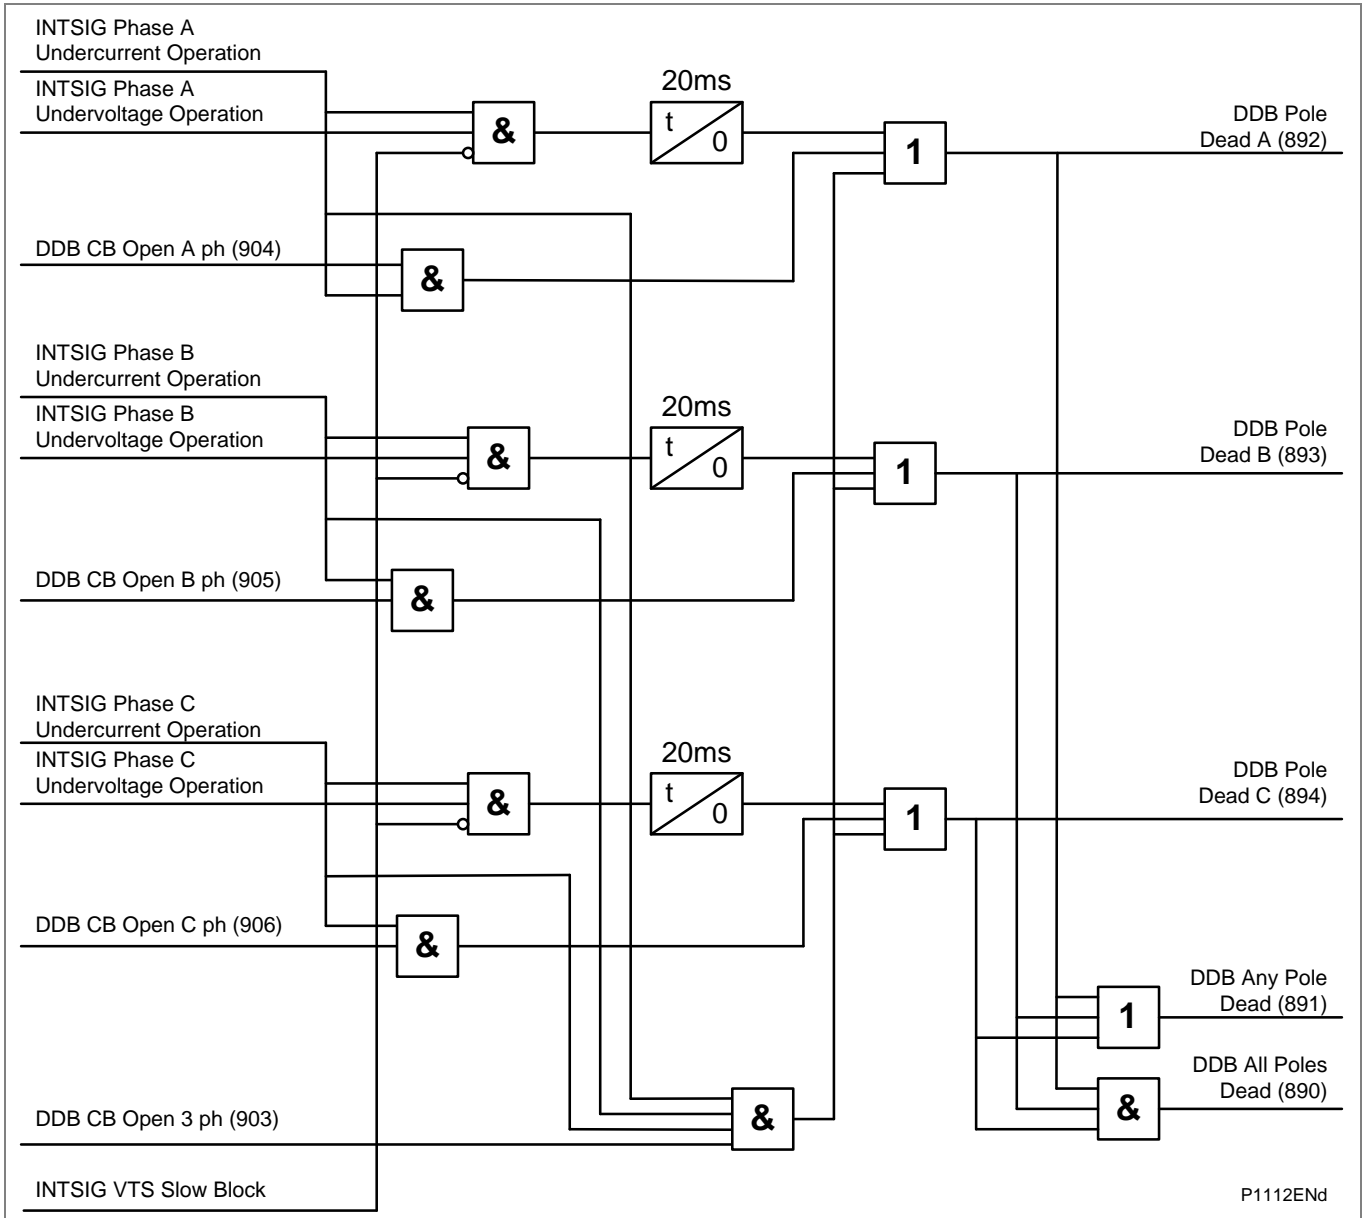 INTSIG Phase A
Undercurrent Operation
INTSIG Phase A
Undervoltage Operation
&
20ms
t
0
1
DDB Pole
Dead A (892)
DDB CB Open A ph (904)
&
INTSIG Phase B
Undercurrent Operation
INTSIG Phase B
Undervoltage Operation
&
20ms
t
0
1
DDB Pole
Dead B (893)
DDB CB Open B ph (905)
&
INTSIG Phase C
Undercurrent Operation
INTSIG Phase C
Undervoltage Operation
&
20ms
t
0
1
DDB Pole
Dead C (894)
DDB CB Open C ph (906)
&
1
DDB Any Pole
Dead (891)
&
DDB All Poles
Dead (890)
DDB CB Open 3 ph (903)
&
INTSIG VTS Slow Block
P1112ENd